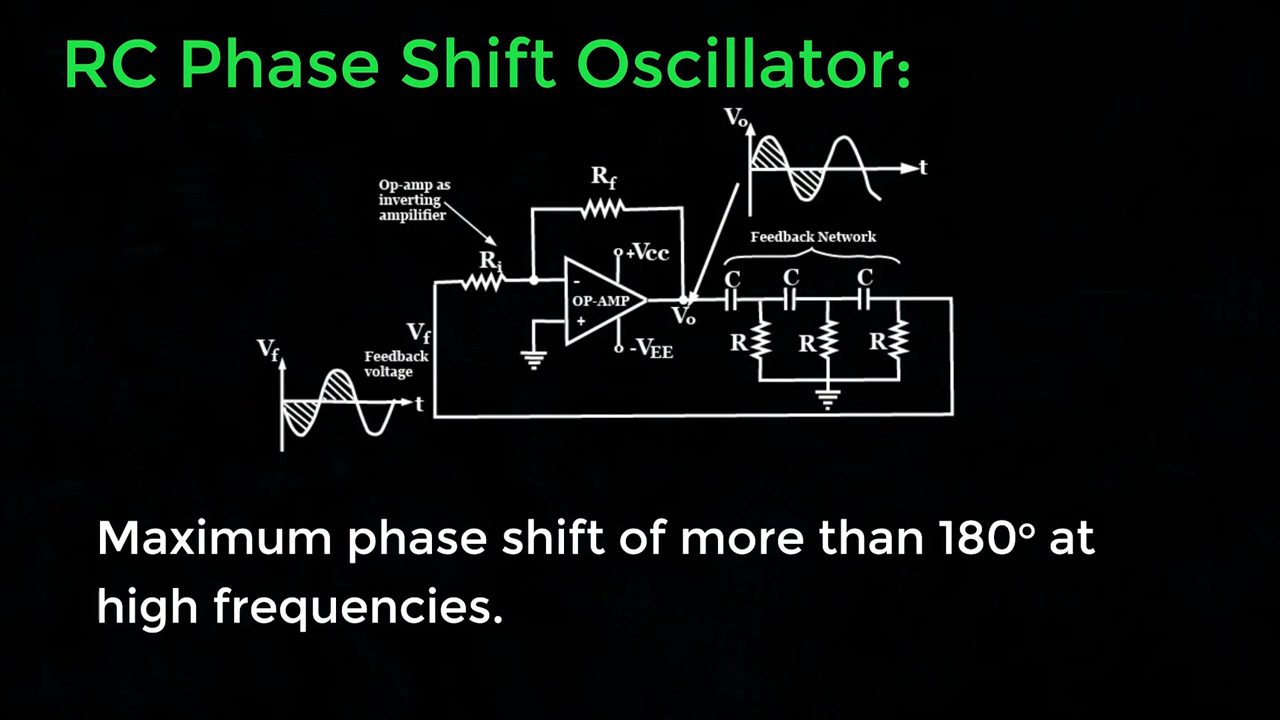 RC Phase Shift Oscillator:
Vo
t
Rf
Op-amp as
inverting
ampilifier
Feedback Network
Ri
+Vcc
C
C
C
-
OP-AMP
+
Vo
Vf
R
R
R
-VEE
Vf
Feedback
voltage
t
Maximum phase shift of more than 180° at
high frequencies.